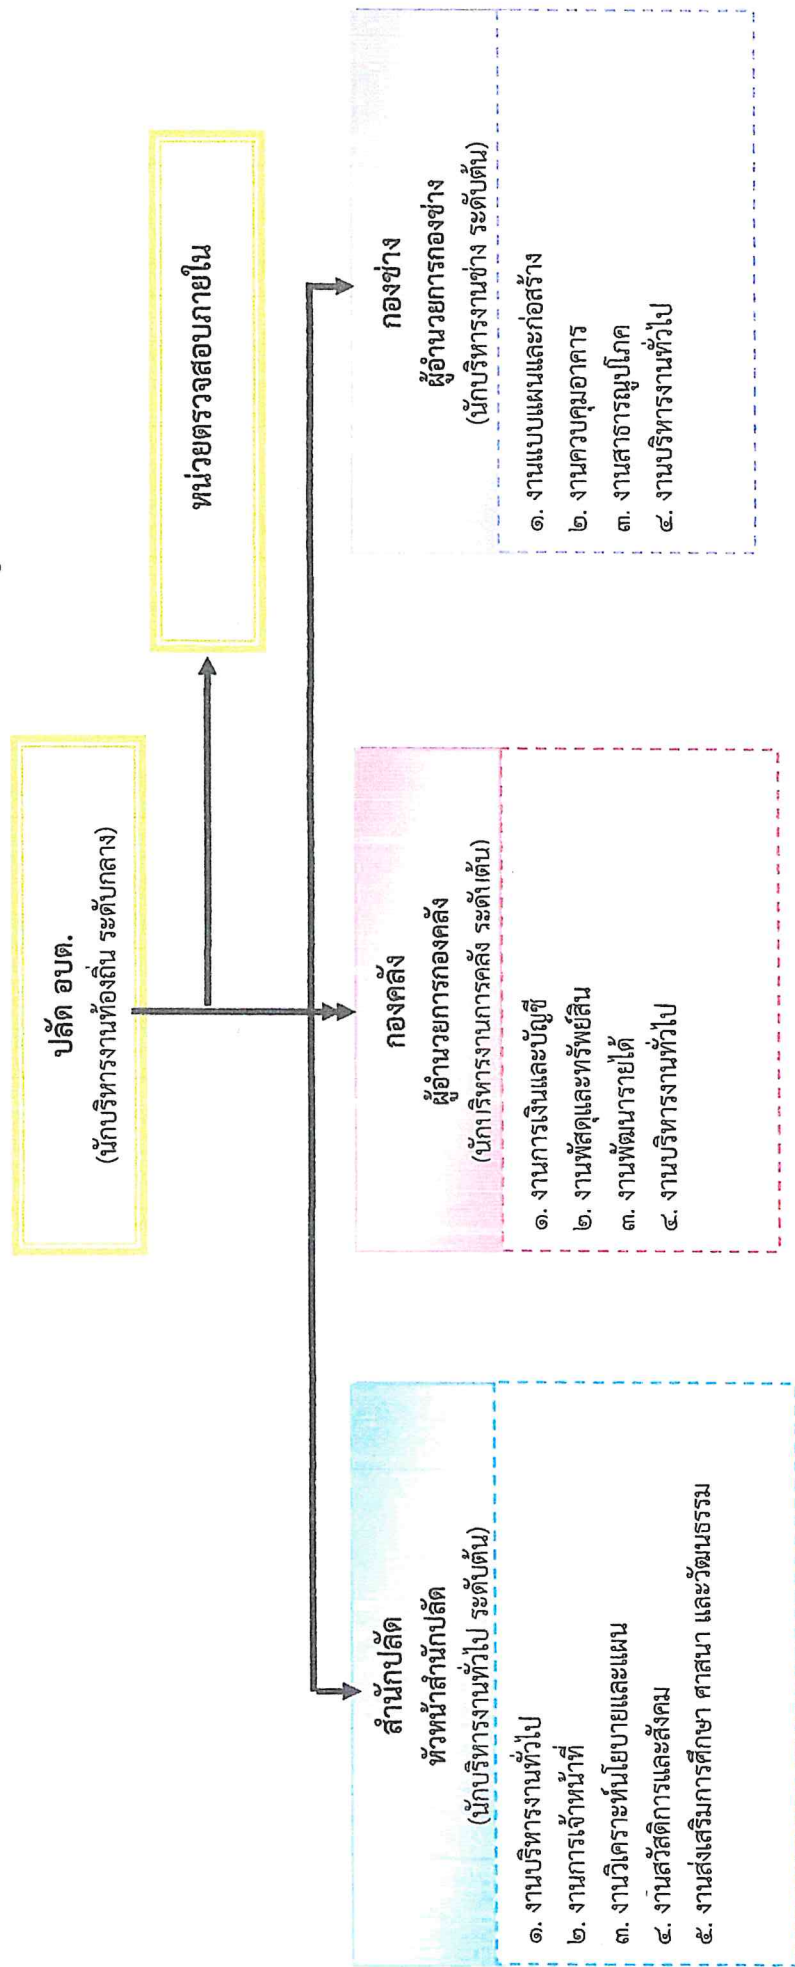 ปลัด อบต.
(นักบริหารงานท้องถิ่น ระดับกลาง)
หน่วยตรวจสอบภายใน
สำนักปลัด
หัวหน้าสำนักปลัด
(นักบริหารงานทั่วไป ระดับต้น)
๑. งานบริหารงานทั่วไป
๒. งานการเจ้าหน้าที่
๓. งานวิเคราะห์นโยบายและแผน
๔. งานสวัสดิการและสังคม
๕. งานส่งเสริมการศึกษา ศาสนา และวัฒนธรรม
กองคลัง
ผู้อำนวยการกองคลัง
(นักบริหารงานการคลัง ระดับต้น)
๑. งานการเงินและบัญชี
๒. งานพัสดุและทรัพย์สิน
๓. งานพัฒนารายได้
๔. งานบริหารงานทั่วไป
กองช่าง
ผู้อำนวยการกองช่าง
(นักบริหารงานช่าง ระดับต้น)
๑. งานแบบแผนและก่อสร้าง
๒. งานควบคุมอาคาร
๓. งานสาธารณูปโภค
๔. งานบริหารงานทั่วไป